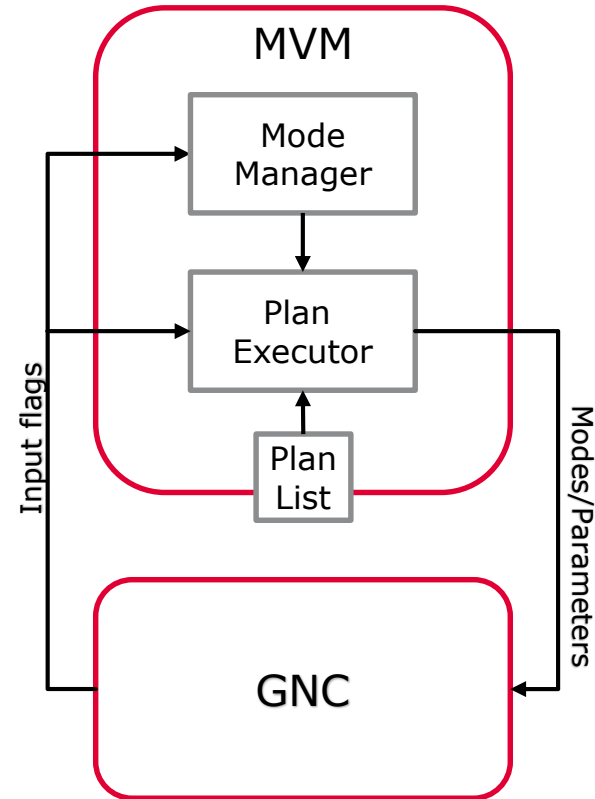 MVM
Mode
Manager
Plan
Executor
Plan
List
Input flags
Modes/Parameters
GNC